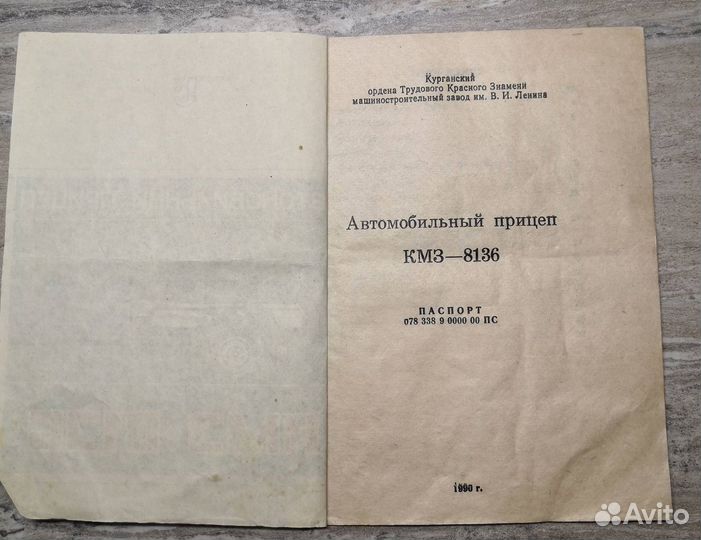 Курганский
ордена Трудового Красного Знамени
машиностроительный завод им. В. И. Ленина
Автомобильный прицеп
КМЗ—8136
ПАСПОРТ
078 338 9 0000 00 ПС
1990 г.
Avito